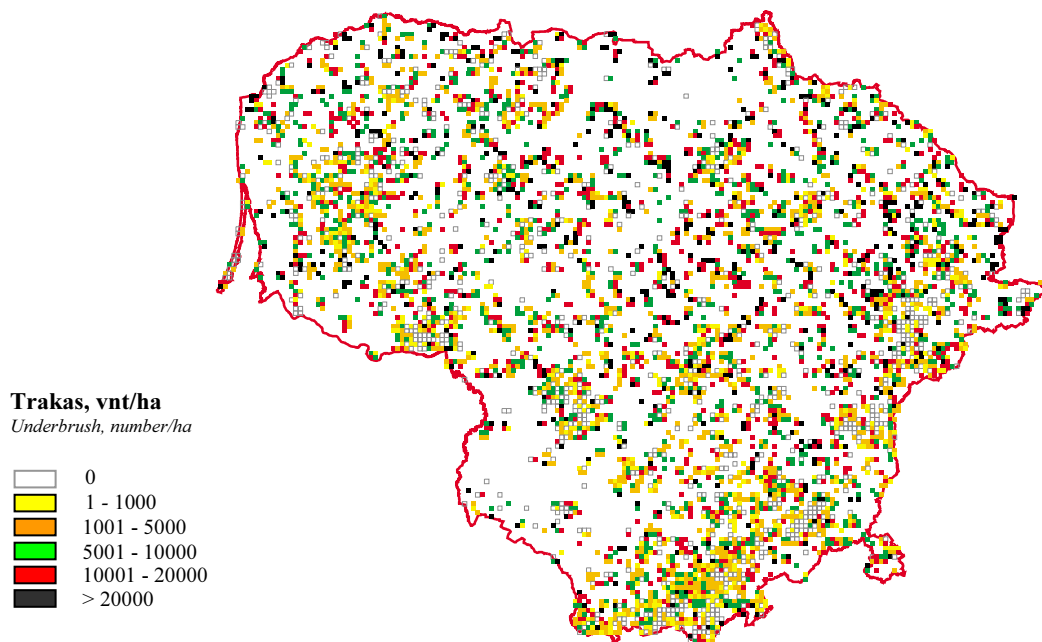 Trakas, vnt/ha
Underbrush, number/ha
0
1 - 1000
1001 - 5000
5001 - 10000
10001 - 20000
> 20000